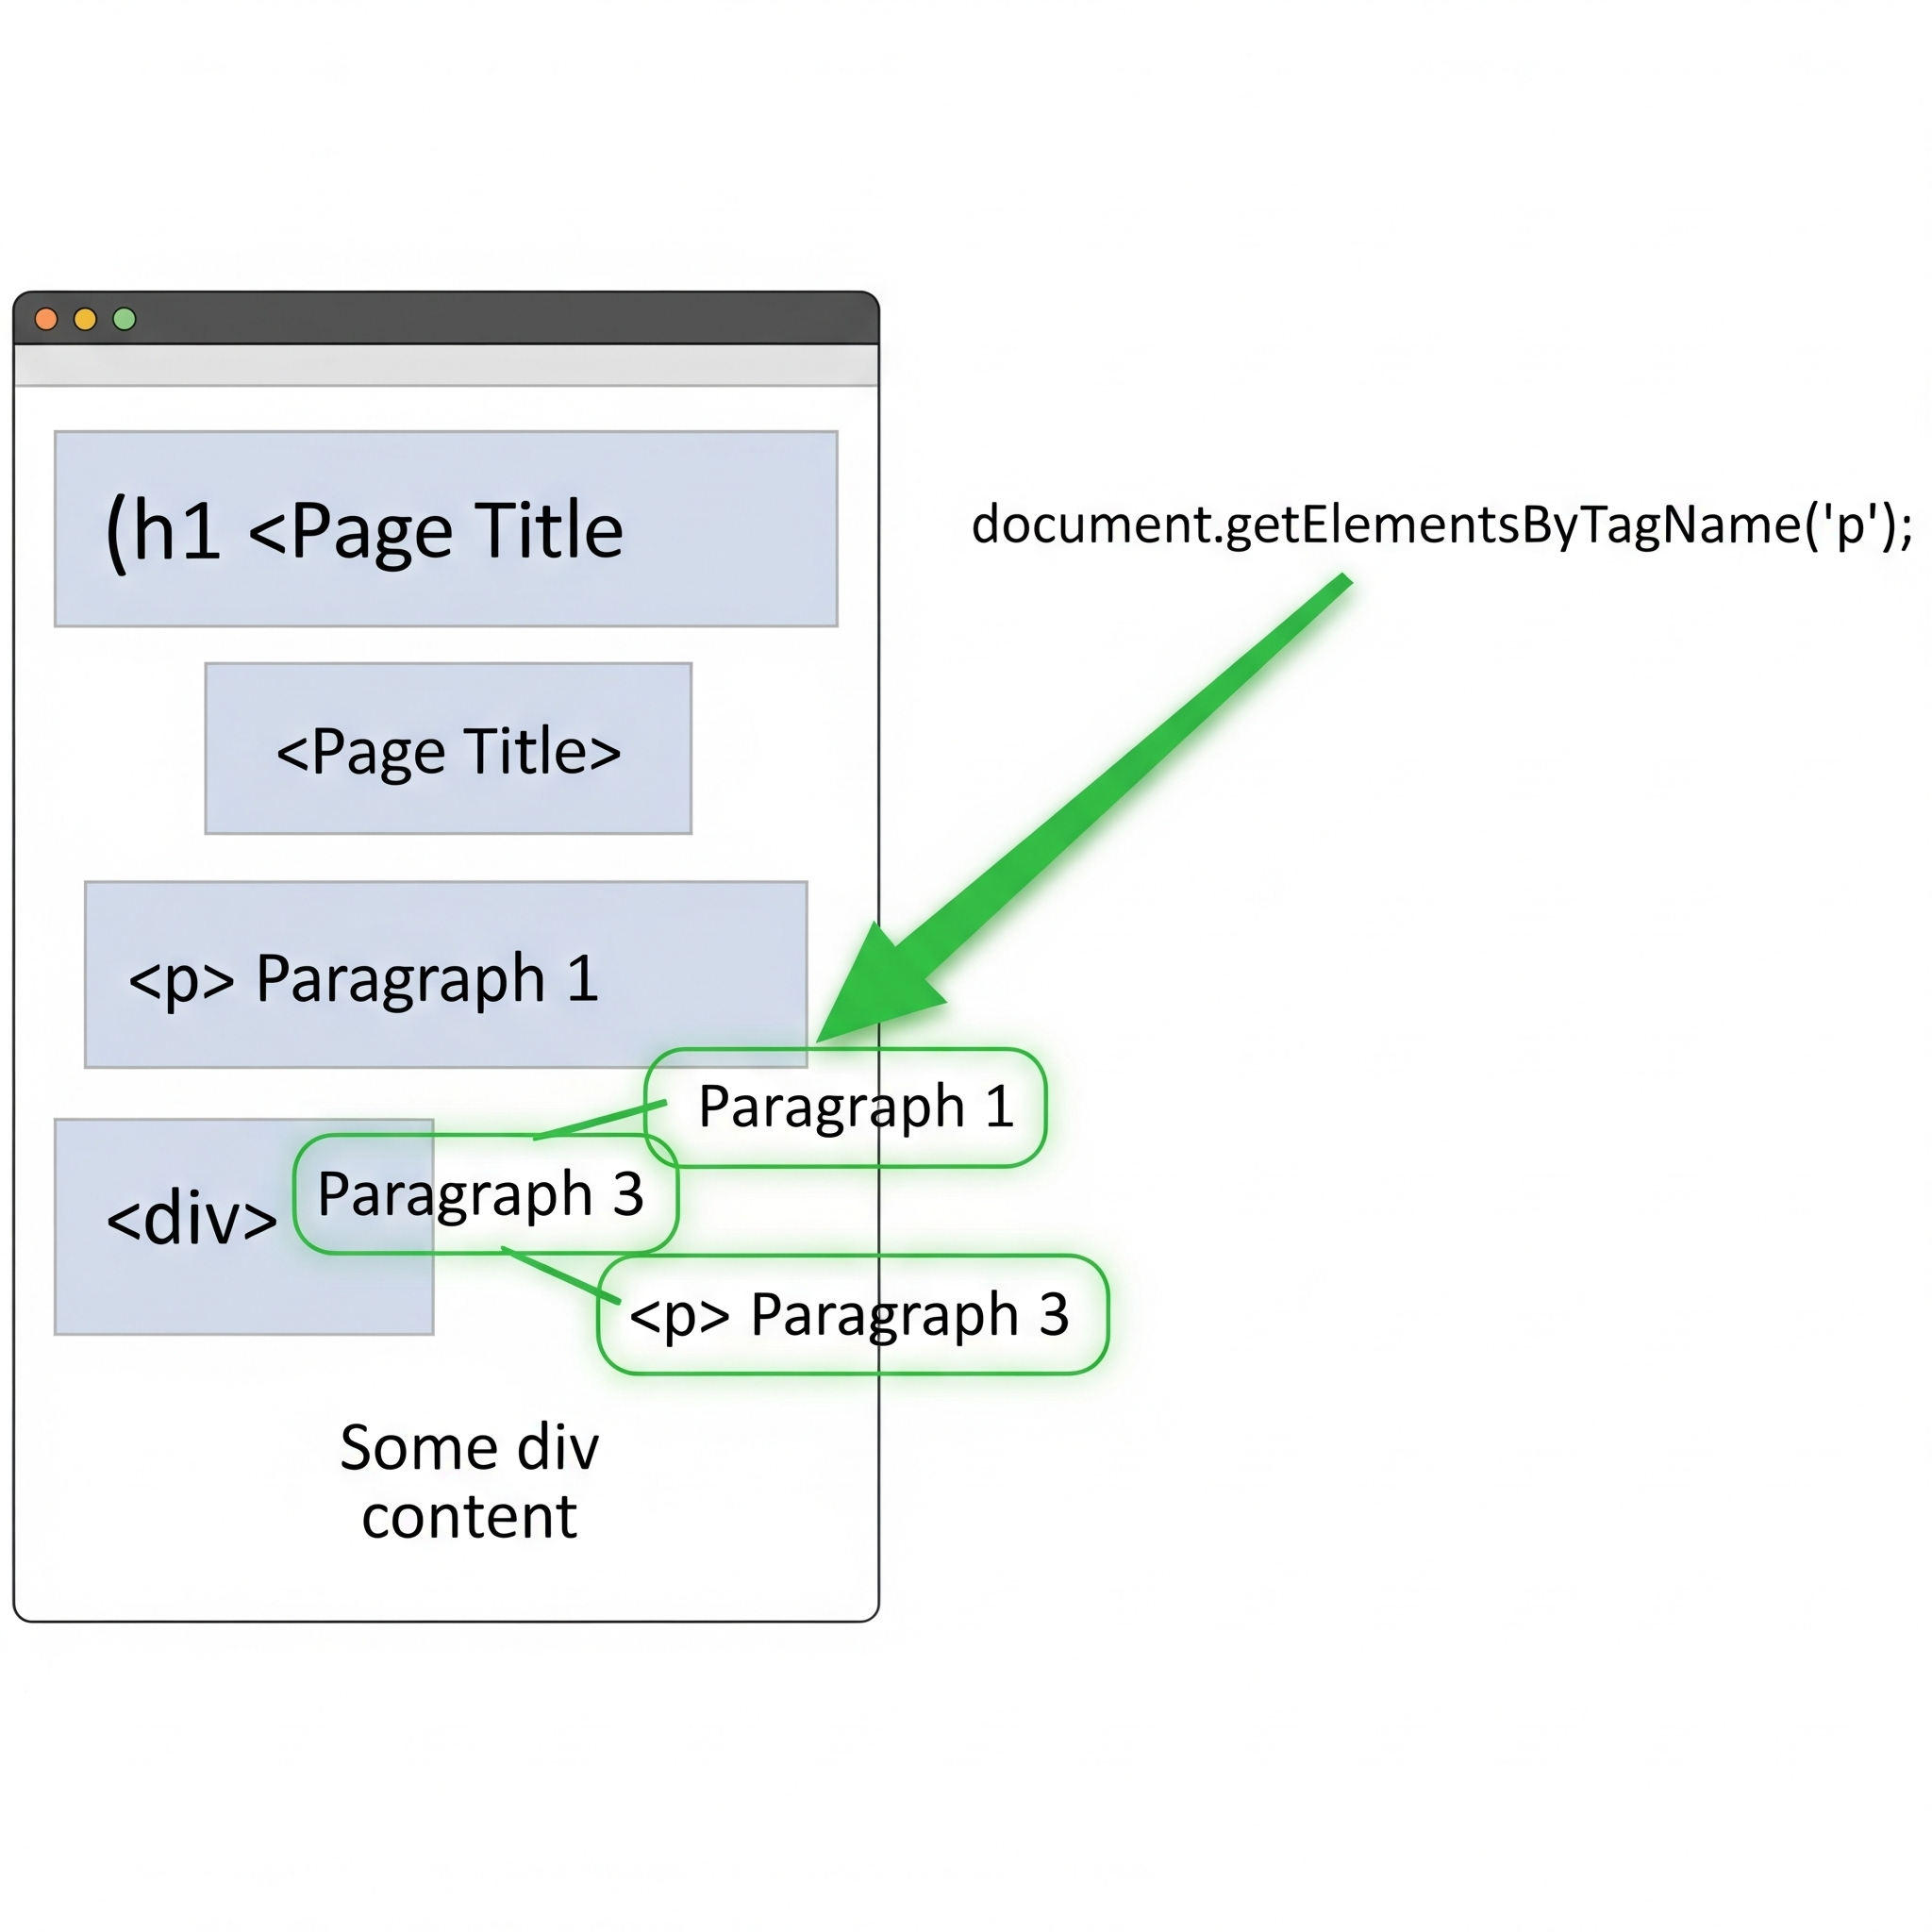 (h1 <Page Title
document.getElementsByTagName('p');
<Page Title>
<p> Paragraph 1
Paragraph 1
<div>
Paragraph 3
<p> Paragraph 3
Some div
content